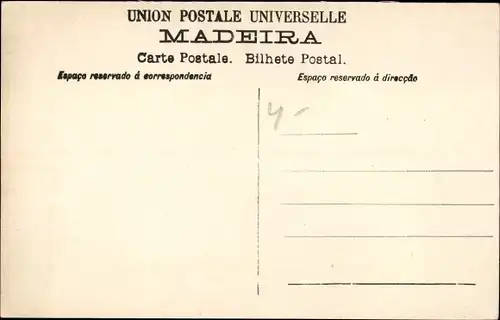 UNION POSTALE UNIVERSELLE
MADEIRA
Carte Postale. Bilhete Postal.
Espaço reservado á correspondencia
Espaço reservado á direcção
4-